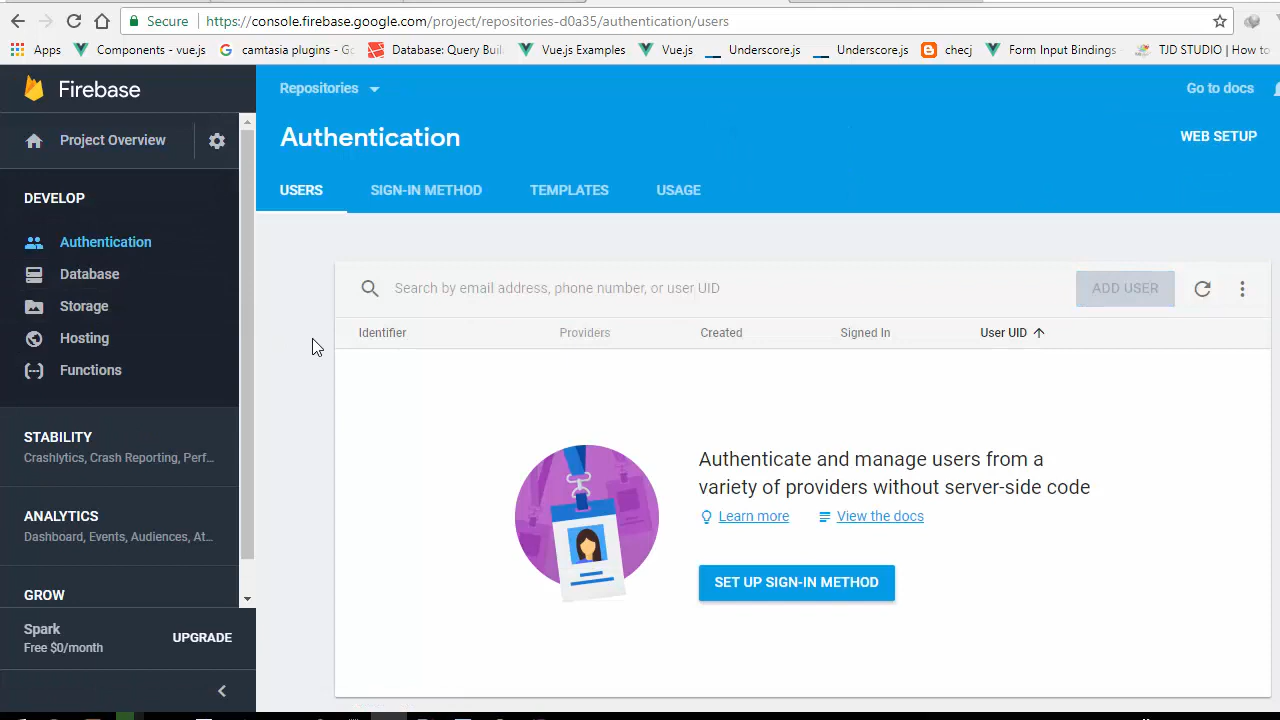 Secure https://console.firebase.google.com/project/repositories-d0a35/authentication/users
Apps Components - vue.js camtasia plugins - Go Database: Query Buil Vue.js Examples Vue.js Underscore.js Underscore.js checj Form Input Bindings TJD STUDIO | How to
Firebase
Project Overview
DEVELOP
Authentication
Database
Storage
Hosting
Functions
STABILITY
Crashlytics, Crash Reporting, Perf...
ANALYTICS
Dashboard, Events, Audiences, At...
GROW
Spark
Free $0/month
UPGRADE
Repositories
Go to docs
Authentication
WEB SETUP
USERS SIGN-IN METHOD TEMPLATES USAGE
Search by email address, phone number, or user UID
ADD USER
Identifier Providers Created Signed In User UID
Authenticate and manage users from a
variety of providers without server-side code
Learn more View the docs
SET UP SIGN-IN METHOD